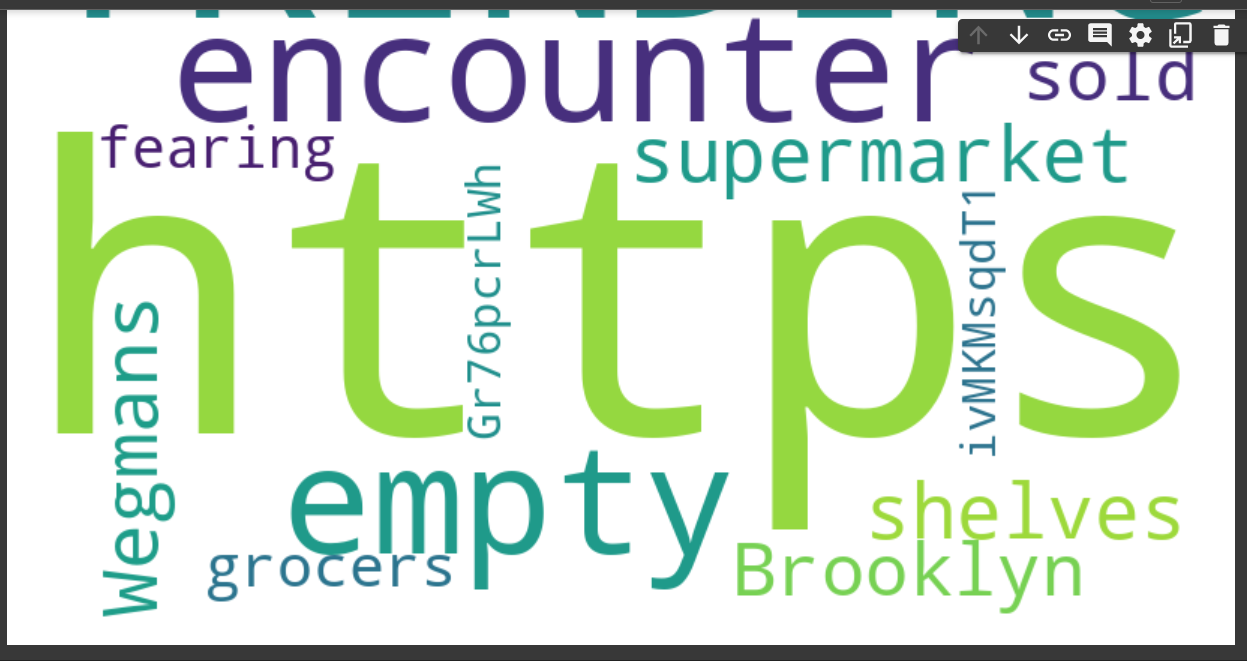 encounter
sold
fearing
supermarket
https
Gr76pcrLWh
ivMKMsqdT1
Wegmans
empty
shelves
grocers
Brooklyn